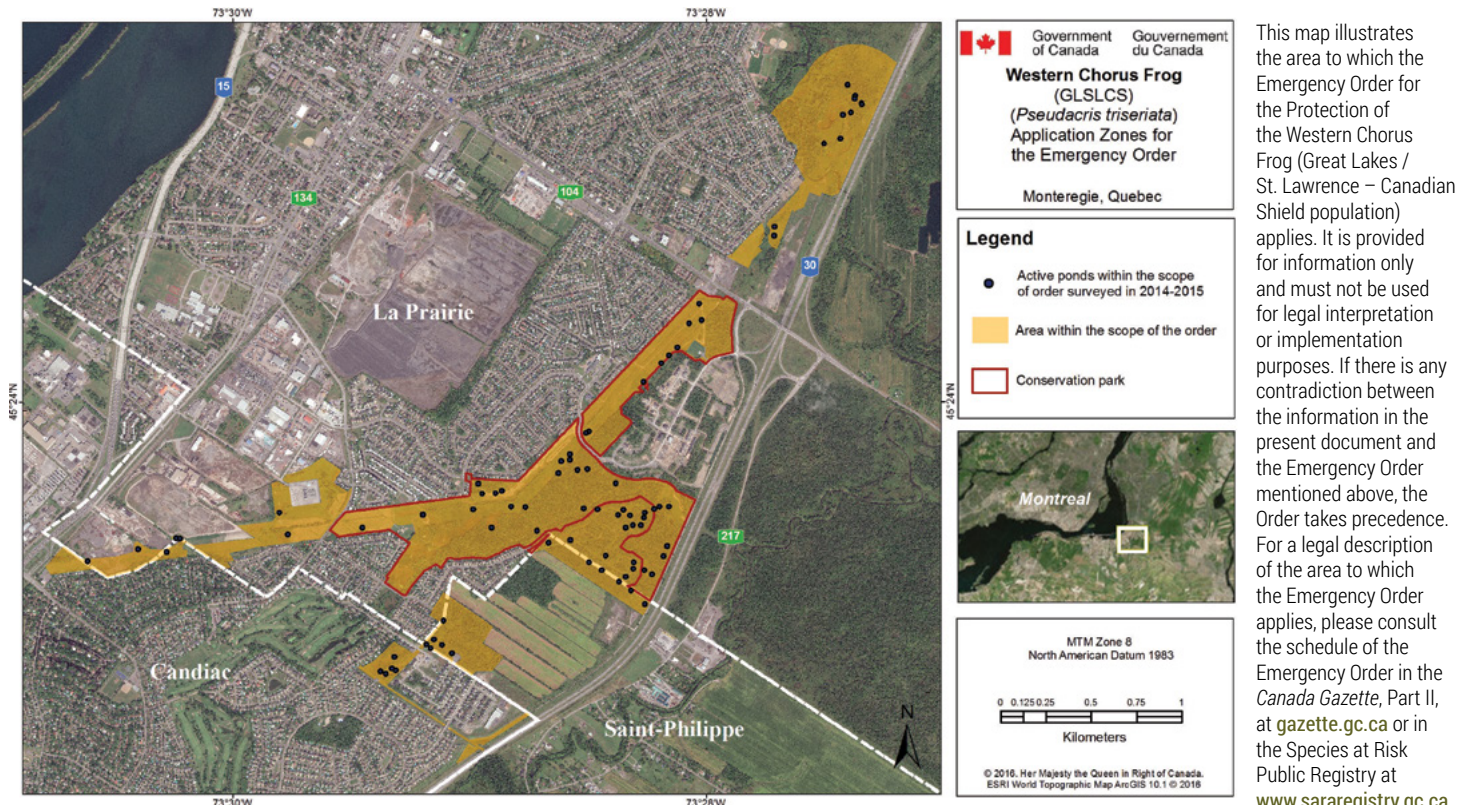 73°30'W
73°28'W
15
134
104
La Prairie
30
45°24'N
45°24'N
217
Candiac
Saint-Philippe
N
73°30'W
73°28'W
Government of Canada
Gouvernement du Canada
Western Chorus Frog
(GLSLCS)
(Pseudacris triseriata)
Application Zones for
the Emergency Order
Monteregie, Quebec
Legend
Active ponds within the scope
of order surveyed in 2014-2015
Area within the scope of the order
Conservation park
Montreal
MTM Zone 8
North American Datum 1983
0 0.125 0.25 0.5 0.75 1
Kilometers
© 2016. Her Majesty the Queen in Right of Canada.
ESRI World Topographic Map ArcGIS 10.1 © 2016
This map illustrates
the area to which the
Emergency Order for
the Protection of
the Western Chorus
Frog (Great Lakes /
St. Lawrence – Canadian
Shield population)
applies. It is provided
for information only
and must not be used
for legal interpretation
or implementation
purposes. If there is any
contradiction between
the information in the
present document and
the Emergency Order
mentioned above, the
Order takes precedence.
For a legal description
of the area to which
the Emergency Order
applies, please consult
the schedule of the
Emergency Order in the
Canada Gazette, Part II,
at gazette.gc.ca or in
the Species at Risk
Public Registry at
www.sararegistry.gc.ca